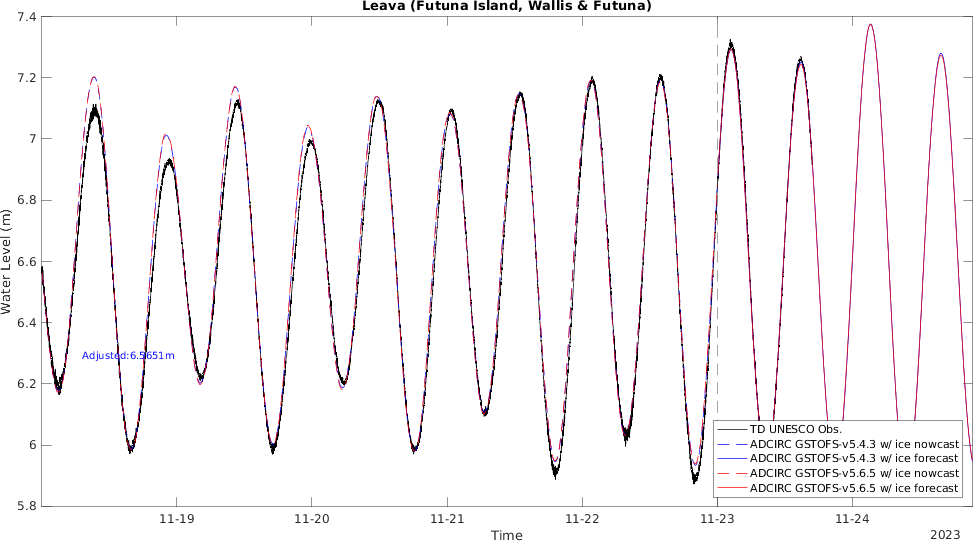 Leava (Futuna Island, Wallis & Futuna)
7.4
7.2
7
6.8
6.6
6.4
6.2
6
5.8
Water Level (m)
Adjusted:6.5651m
TD UNESCO Obs.
ADCIRC GSTOFS-v5.4.3 w/ ice nowcast
ADCIRC GSTOFS-v5.4.3 w/ ice forecast
ADCIRC GSTOFS-v5.6.5 w/ ice nowcast
ADCIRC GSTOFS-v5.6.5 w/ ice forecast
11-19
11-20
11-21
11-22
11-23
11-24
Time
2023